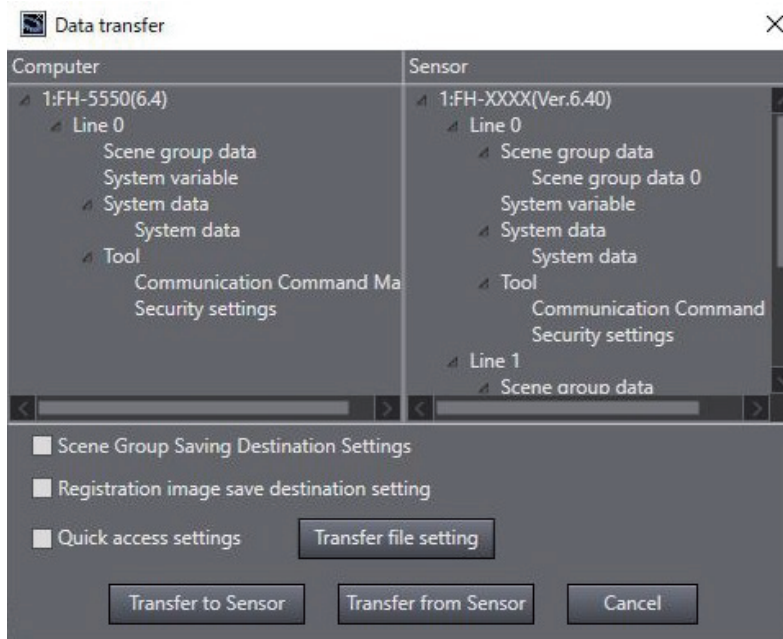 Data transfer
Computer
1:FH-5550(6.4)
Line 0
Scene group data
System variable
System data
System data
Tool
Communication Command Ma
Security settings
Sensor
1:FH-XXXX(Ver.6.40)
Line 0
Scene group data
Scene group data 0
System variable
System data
System data
Tool
Communication Command
Security settings
Line 1
Scene group data
Scene Group Saving Destination Settings
Registration image save destination setting
Quick access settings
Transfer file setting
Transfer to Sensor
Transfer from Sensor
Cancel